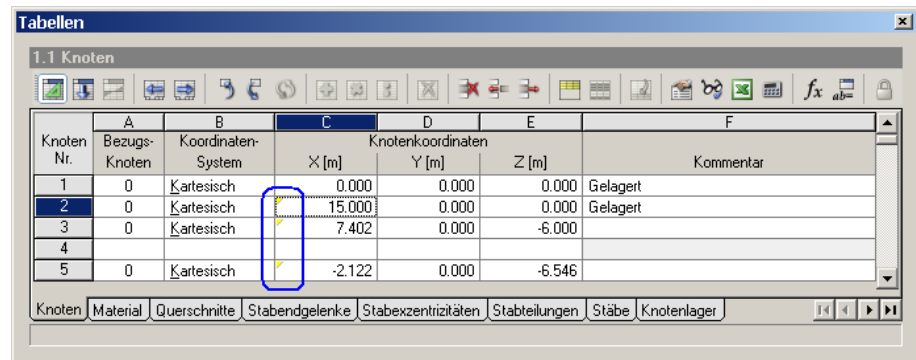 Tabellen
1.1 Knoten
fx ab=
A B C D E F
Knoten Bezugs- Koordinaten- Knotenkoordinaten
Nr. Knoten System X [m] Y [m] Z [m] Kommentar
1 0 Kartesisch 0.000 0.000 0.000 Gelagert
2 0 Kartesisch 15.000 0.000 0.000 Gelagert
3 0 Kartesisch 7.402 0.000 -6.000
4
5 0 Kartesisch -2.122 0.000 -6.546
Knoten Material Querschnitte Stabendgelenke Stabexzentrizitäten Stabteilungen Stäbe Knotenlager